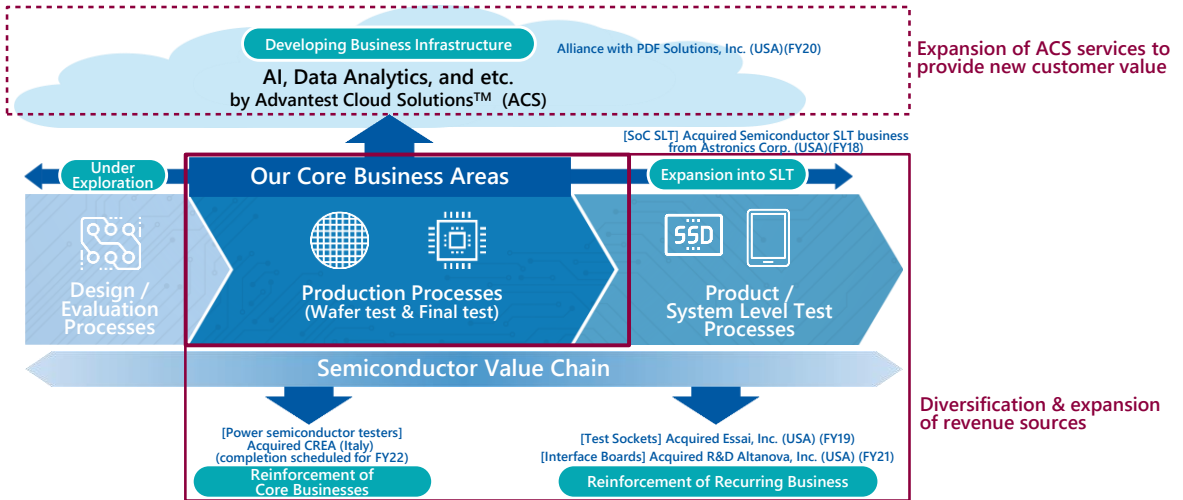 Developing Business Infrastructure
Alliance with PDF Solutions, Inc. (USA)(FY20)
AI, Data Analytics, and etc.
by Advantest Cloud Solutions™ (ACS)
Expansion of ACS services to
provide new customer value
[SoC SLT] Acquired Semiconductor SLT business
from Astronics Corp. (USA)(FY18)
Under
Exploration
Our Core Business Areas
Expansion into SLT
SSD
Design /
Evaluation
Processes
Production Processes
(Wafer test & Final test)
Product /
System Level Test
Processes
Semiconductor Value Chain
Diversification & expansion
of revenue sources
[Power semiconductor testers]
Acquired CREA (Italy)
(completion scheduled for FY22)
Reinforcement of
Core Businesses
[Test Sockets] Acquired Essai, Inc. (USA) (FY19)
[Interface Boards] Acquired R&D Altanova, Inc. (USA) (FY21)
Reinforcement of Recurring Business